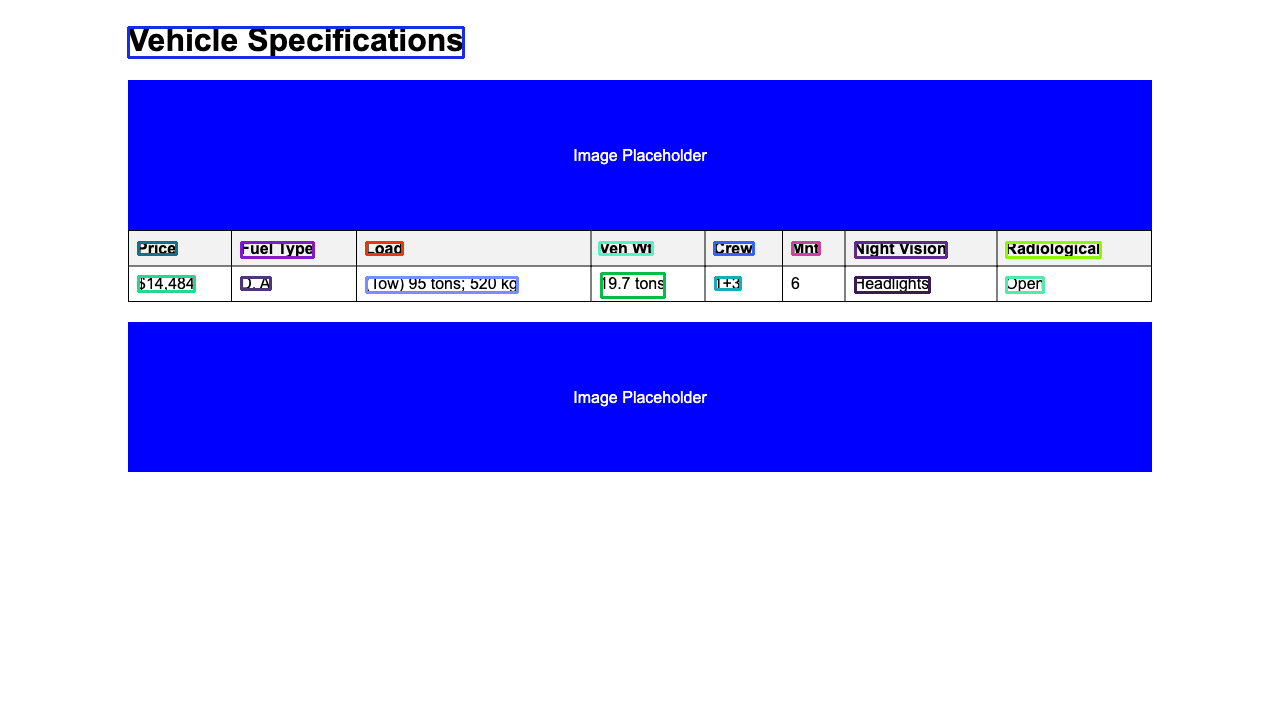 Vehicle Specifications
Image Placeholder
Price Fuel Type Load Veh Wt Crew Mnt Night Vision Radiological
$14,484 D, A (Tow) 95 tons; 520 kg 19.7 tons 1+3 6 Headlights Open
Image Placeholder